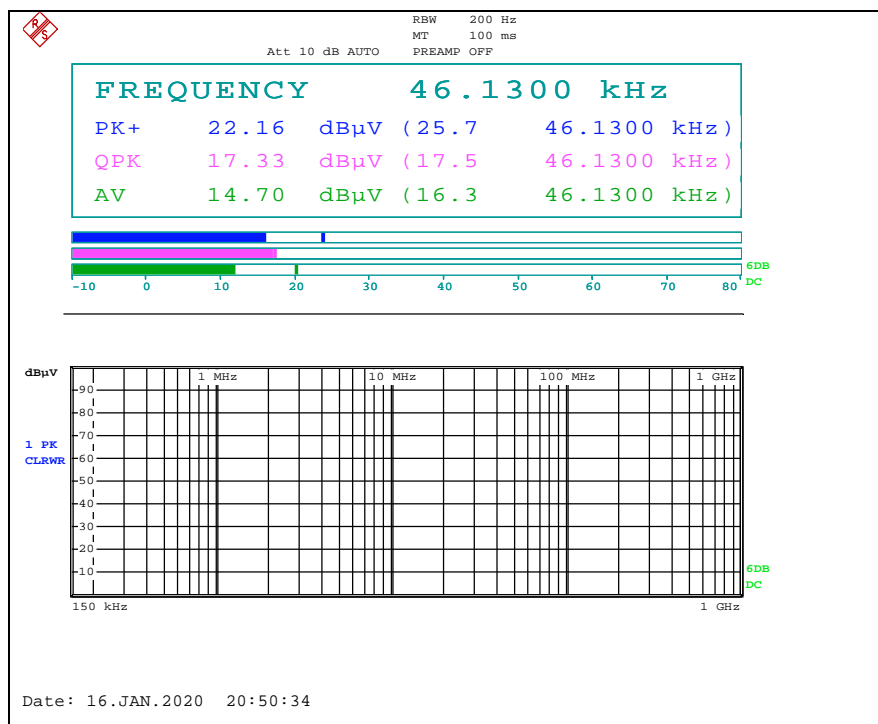 R S
RBW 200 Hz
MT 100 ms
Att 10 dB AUTO PREAMP OFF
FREQUENCY 46.1300 kHz
PK+ 22.16 dBµV (25.7 46.1300 kHz)
QPK 17.33 dBµV (17.5 46.1300 kHz)
AV 14.70 dBµV (16.3 46.1300 kHz)
6DB
DC
-10 0 10 20 30 40 50 60 70 80
dBµV
1 MHz 10 MHz 100 MHz 1 GHz
90
80
70
1 PK
CLRWR
60
50
40
30
20
10
6DB
DC
150 kHz 1 GHz
Date: 16.JAN.2020 20:50:34